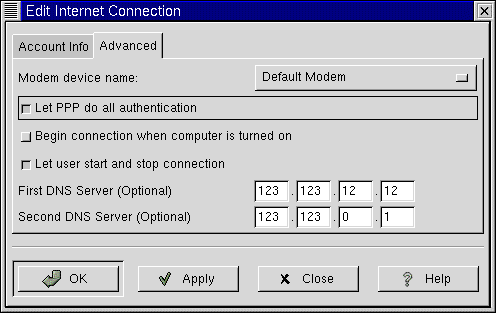 Edit Internet Connection
Account Info Advanced
Modem device name: Default Modem
Let PPP do all authentication
Begin connection when computer is turned on
Let user start and stop connection
First DNS Server (Optional) 123 . 123 . 12 . 12
Second DNS Server (Optional) 123 . 123 . 0 . 1
OK Apply Close Help